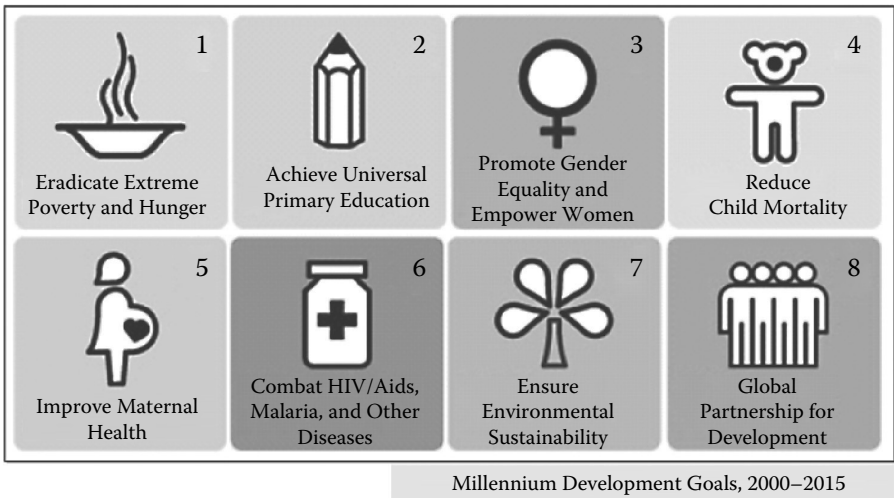 1
Eradicate Extreme
Poverty and Hunger
2
Achieve Universal
Primary Education
3
Promote Gender
Equality and
Empower Women
4
Reduce
Child Mortality
5
Improve Maternal
Health
6
Combat HIV/Aids,
Malaria, and Other
Diseases
7
Ensure
Environmental
Sustainability
8
Global
Partnership for
Development
Millennium Development Goals, 2000–2015